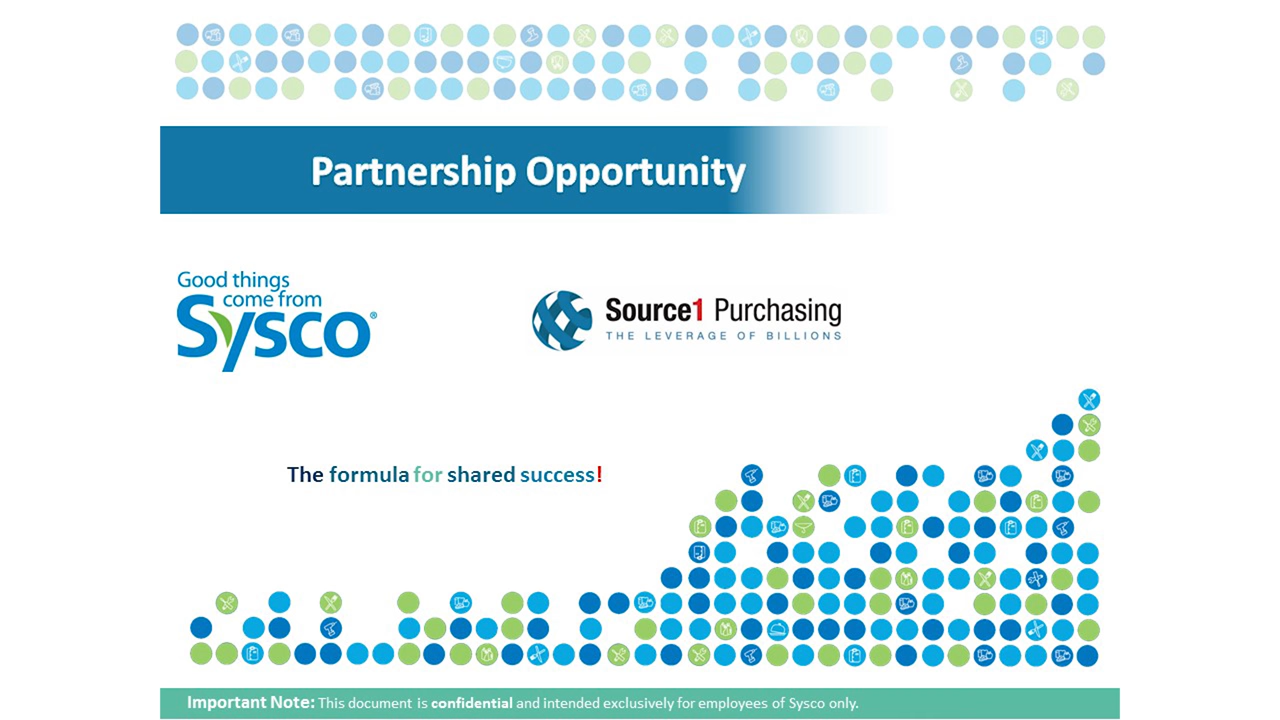 Partnership Opportunity
Good things
come from
Sysco®
Source1 Purchasing
THE LEVERAGE OF BILLIONS
The formula for shared success!
Important Note: This document is confidential and intended exclusively for employees of Sysco only.